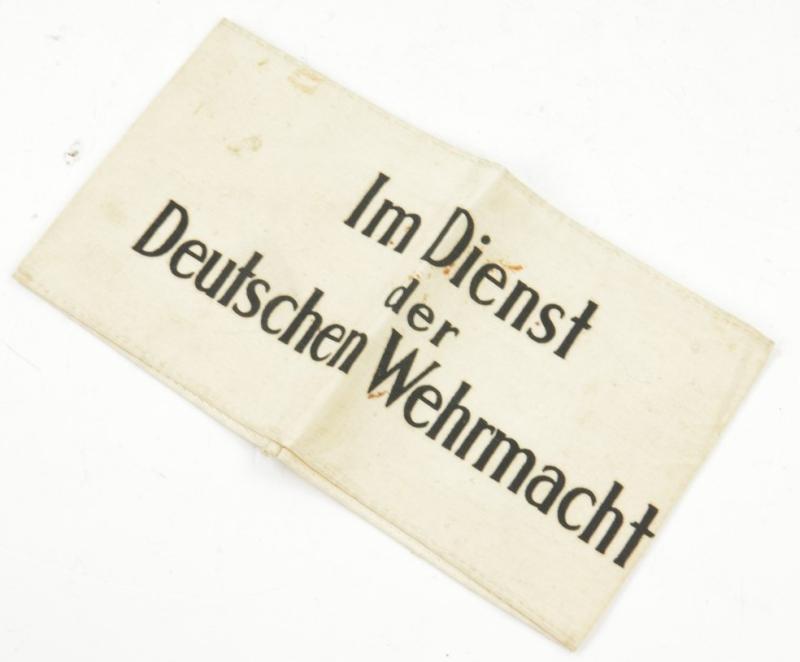 Im Dienst
der
Deutschen Wehrmacht